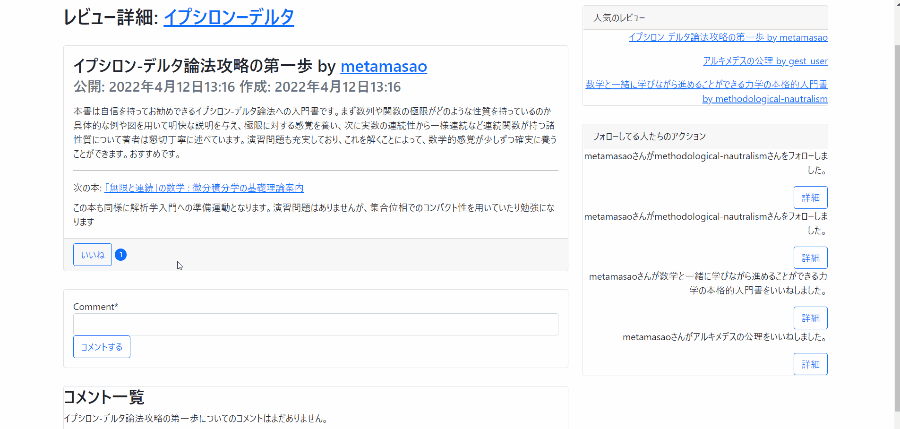 レビュー詳細: イプシロン－デルタ
イプシロン-デルタ論法攻略の第一歩 by metamasao
公開: 2022年4月12日13:16 作成: 2022年4月12日13:16
本書は自信を持ってお勧めできるイプシロン-デルタ論法への入門書です。まず数列や関数の極限がどのような性質を持っているのか
具体的な例や図を用いて明快な説明を与え、極限に対する感覚を養い、次に実数の連続性から一様連続など連続関数が持つ諸
性質について著者は懇切丁寧に述べています。演習問題も充実しており、これを解くことによって、数学的感覚が少しずつ確実に養う
ことができます。おすすめです。
次の本: 「無限と連続」の数学 : 微分積分学の基礎理論案内
この本も同様に解析学入門への準備運動となります。演習問題はありませんが、集合位相でのコンパクト性を用いていたり勉強にな
ります
いいね 1
Comment*
コメントする
コメント一覧
イプシロン-デルタ論法攻略の第一歩についてのコメントはまだありません。
人気のレビュー
イプシロン-デルタ論法攻略の第一歩 by metamasao
アルキメデスの公理 by gest_user
数学と一緒に学びながら進めることができる力学の本格的入門書
by methodological-nautralism
フォローしてる人たちのアクション
metamasaoさんがmethodological-nautralismさんをフォローしま
した。
詳細
metamasaoさんがmethodological-nautralismさんをフォローしま
した。
詳細
metamasaoさんが数学と一緒に学びながら進めることができる力
学の本格的入門書をいいねしました。
詳細
metamasaoさんがアルキメデスの公理をいいねしました。
詳細